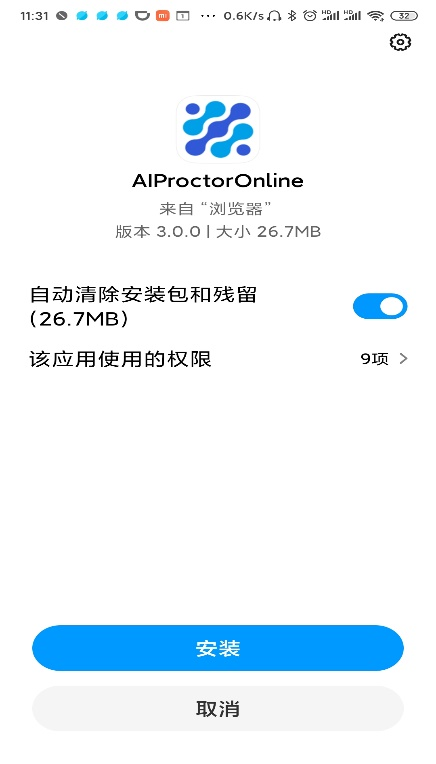 11:31 ··· 0.6K/s HD HD 32
AIProctorOnline
来自“浏览器”
版本 3.0.0 | 大小 26.7MB
自动清除安装包和残留
(26.7MB)
该应用使用的权限 9项
安装
取消